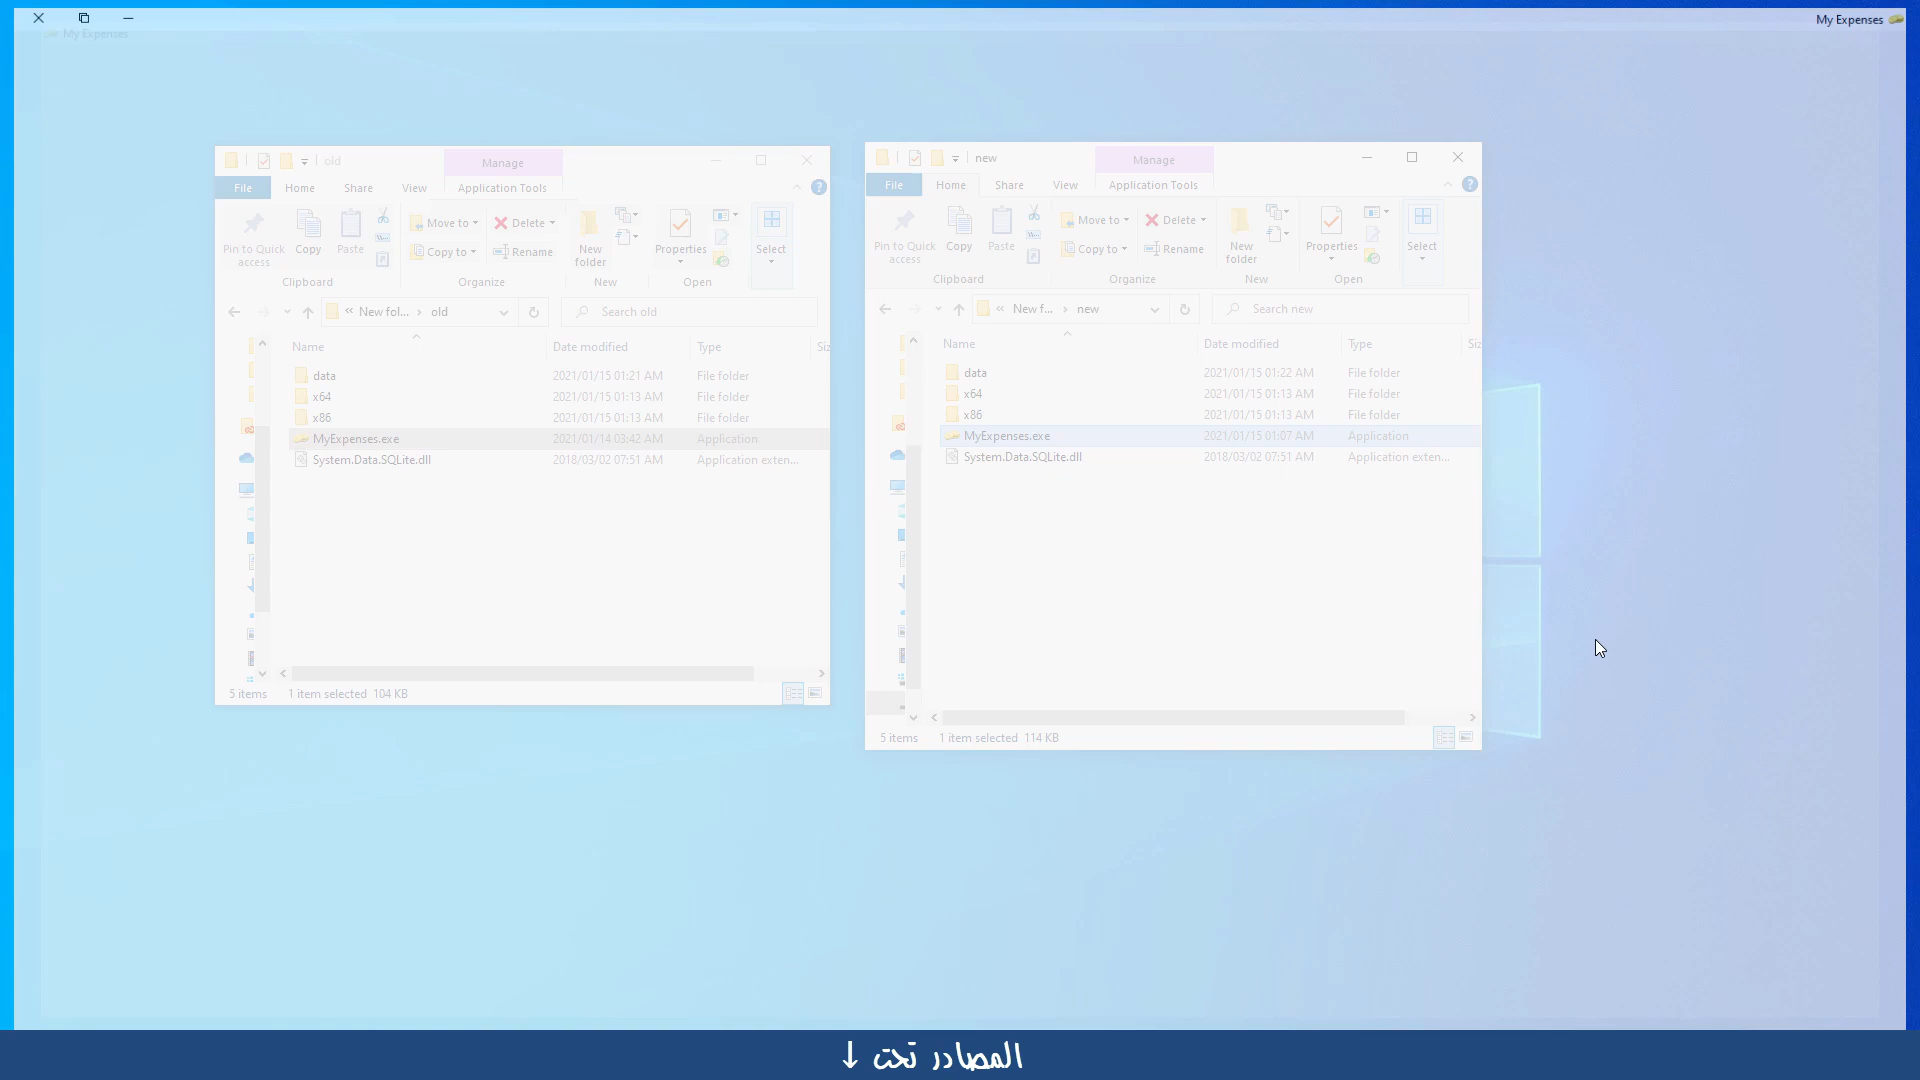 My Expenses
My Expenses
old
Manage
File
Home
Share
View
Application Tools
Pin to Quick access
Copy
Paste
Move to
Copy to
Delete
Rename
New folder
Properties
Select
Clipboard
Organize
New
Open
« New fol... › old
Search old
Name
Date modified
Type
Siz
data 2021/01/15 01:21 AM File folder
x64 2021/01/15 01:13 AM File folder
x86 2021/01/15 01:13 AM File folder
MyExpenses.exe 2021/01/14 03:42 AM Application
System.Data.SQLite.dll 2018/03/02 07:51 AM Application exten...
5 items 1 item selected 104 KB
new
Manage
File
Home
Share
View
Application Tools
Pin to Quick access
Copy
Paste
Move to
Copy to
Delete
Rename
New folder
Properties
Select
Clipboard
Organize
New
Open
« New f... › new
Search new
Name
Date modified
Type
Siz
data 2021/01/15 01:22 AM File folder
x64 2021/01/15 01:13 AM File folder
x86 2021/01/15 01:13 AM File folder
MyExpenses.exe 2021/01/15 01:07 AM Application
System.Data.SQLite.dll 2018/03/02 07:51 AM Application exten...
5 items 1 item selected 114 KB
المصادر تحت ↓